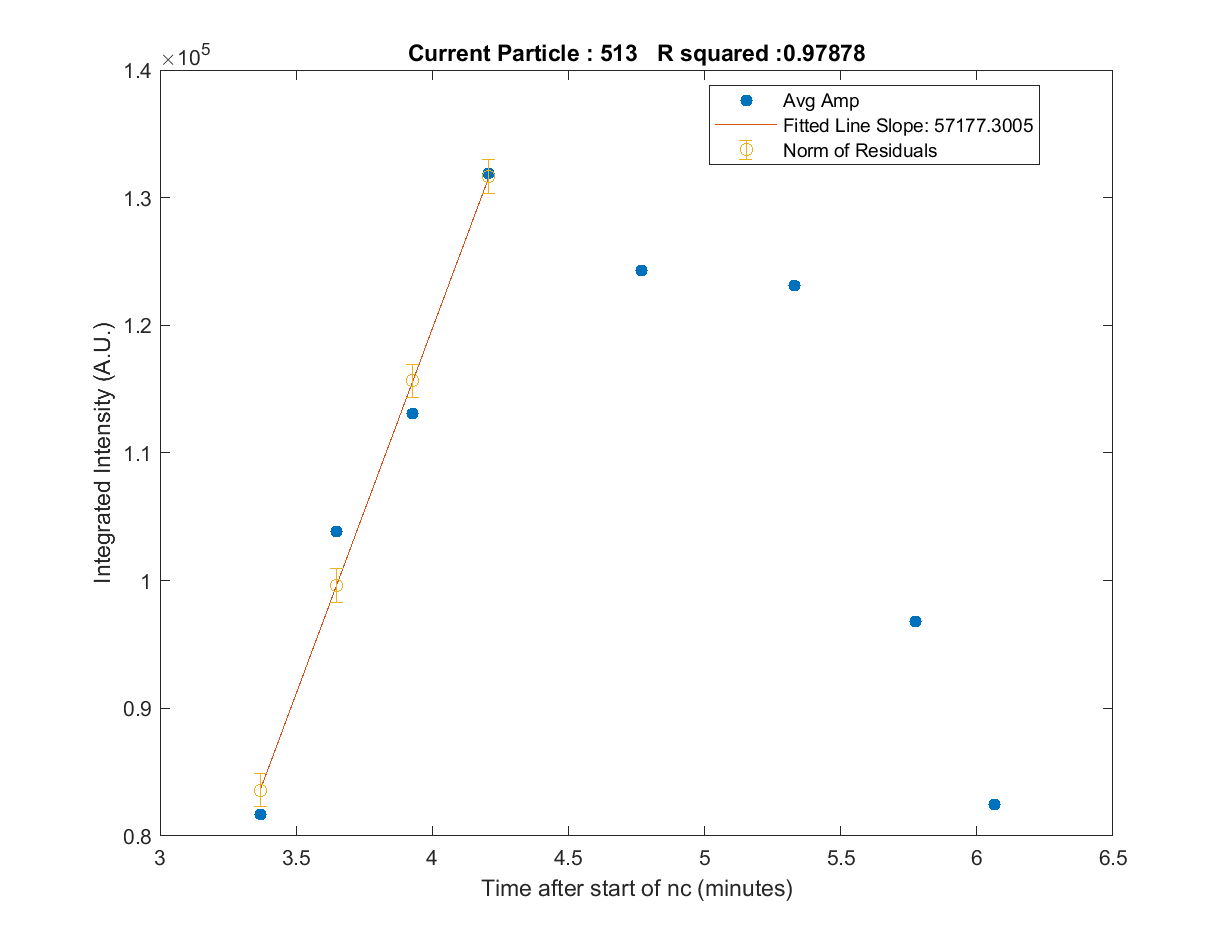 Current Particle : 513 R squared :0.97878
×10^5
1.4
1.3
1.2
1.1
1
0.9
0.8
Integrated Intensity (A.U.)
Avg Amp
Fitted Line Slope: 57177.3005
Norm of Residuals
3 3.5 4 4.5 5 5.5 6 6.5
Time after start of nc (minutes)